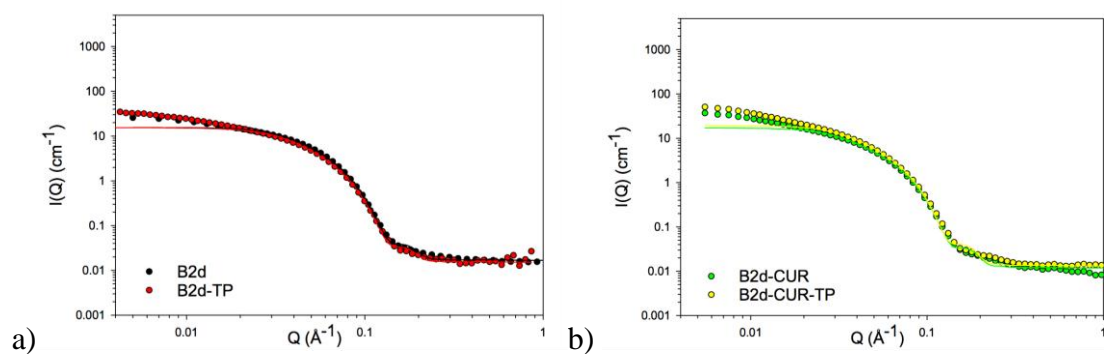 a)
I(Q) (cm⁻¹)
1000
100
10
1
0.1
0.01
0.001
B2d
B2d-TP
0.01 0.1 1
Q (Å⁻¹)
b)
I(Q) (cm⁻¹)
1000
100
10
1
0.1
0.01
0.001
B2d-CUR
B2d-CUR-TP
0.01 0.1 1
Q (Å⁻¹)